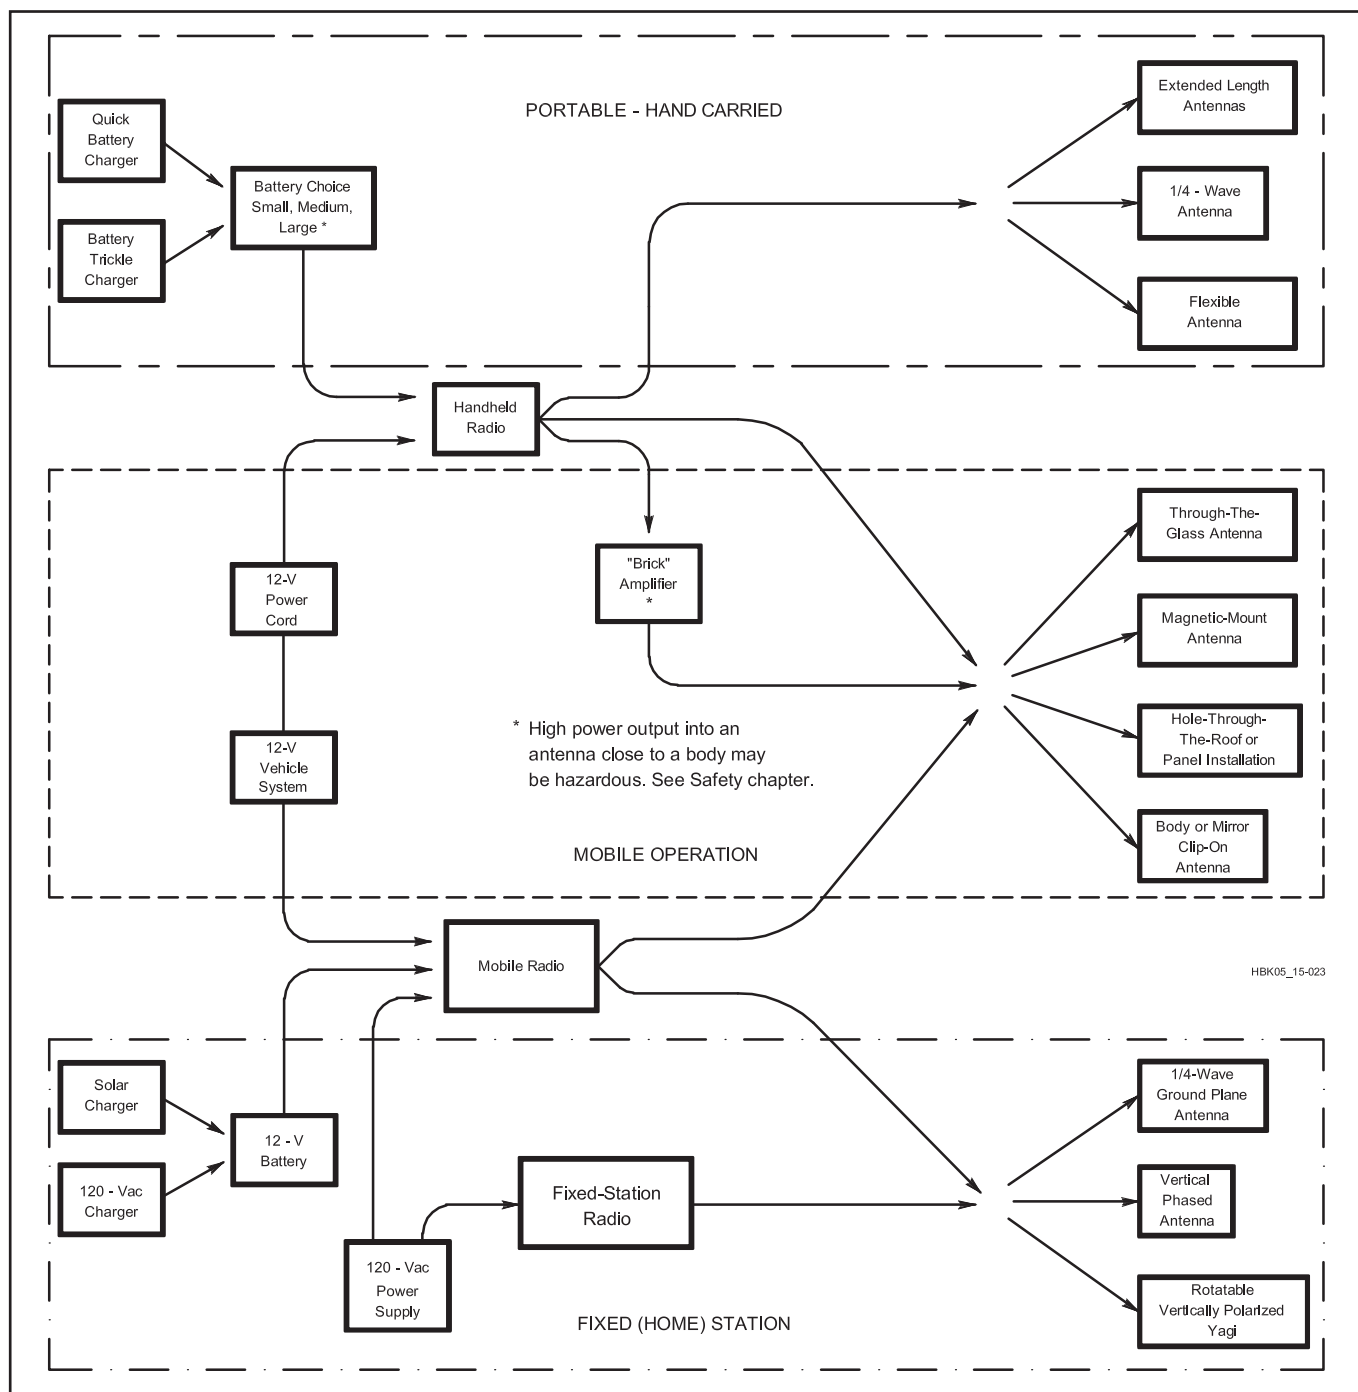 PORTABLE - HAND CARRIED
Quick
Battery
Charger
Battery
Trickle
Charger
Battery Choice
Small, Medium,
Large *
Extended Length
Antennas
1/4 - Wave
Antenna
Flexible
Antenna
Handheld
Radio
12-V
Power
Cord
12-V
Vehicle
System
"Brick"
Amplifier
*
* High power output into an
antenna close to a body may
be hazardous. See Safety chapter.
MOBILE OPERATION
Through-The-
Glass Antenna
Magnetic-Mount
Antenna
Hole-Through-
The-Roof or
Panel Installation
Body or Mirror
Clip-On
Antenna
Mobile Radio
HBK05_15-023
Solar
Charger
120 - Vac
Charger
12 - V
Battery
120 - Vac
Power
Supply
Fixed-Station
Radio
FIXED (HOME) STATION
1/4-Wave
Ground Plane
Antenna
Vertical
Phased
Antenna
Rotatable
Vertically Polarized
Yagi